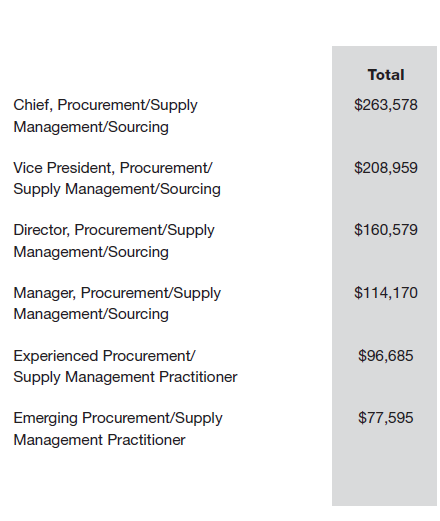 Total
Chief, Procurement/Supply $263,578
Management/Sourcing
Vice President, Procurement/ $208,959
Supply Management/Sourcing
Director, Procurement/Supply $160,579
Management/Sourcing
Manager, Procurement/Supply $114,170
Management/Sourcing
Experienced Procurement/ $96,685
Supply Management Practitioner
Emerging Procurement/Supply $77,595
Management Practitioner